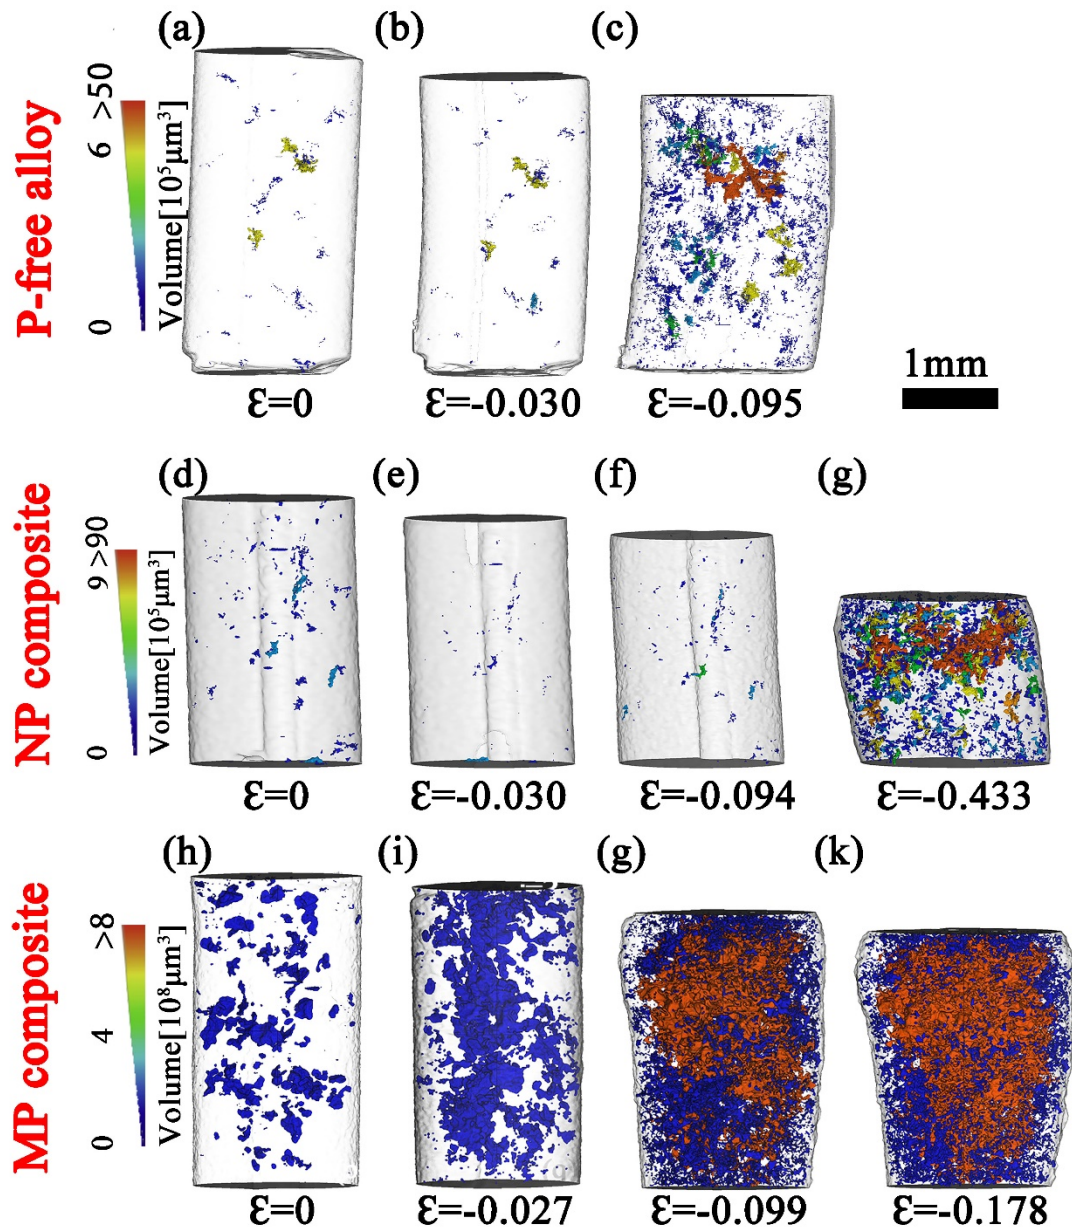 (a)
(b)
(c)
P-free alloy
0 6 >50
Volume[10⁵μm³]
1mm
Ɛ=0
Ɛ=-0.030
Ɛ=-0.095
(d)
(e)
(f)
(g)
NP composite
0 9 >90
Volume [10⁵μm³]
Ɛ=0
Ɛ=-0.030
Ɛ=-0.094
Ɛ=-0.433
(h)
(i)
(g)
(k)
MP composite
0 4 >8
Volume[10⁸μm³]
Ɛ=0
Ɛ=-0.027
Ɛ=-0.099
Ɛ=-0.178